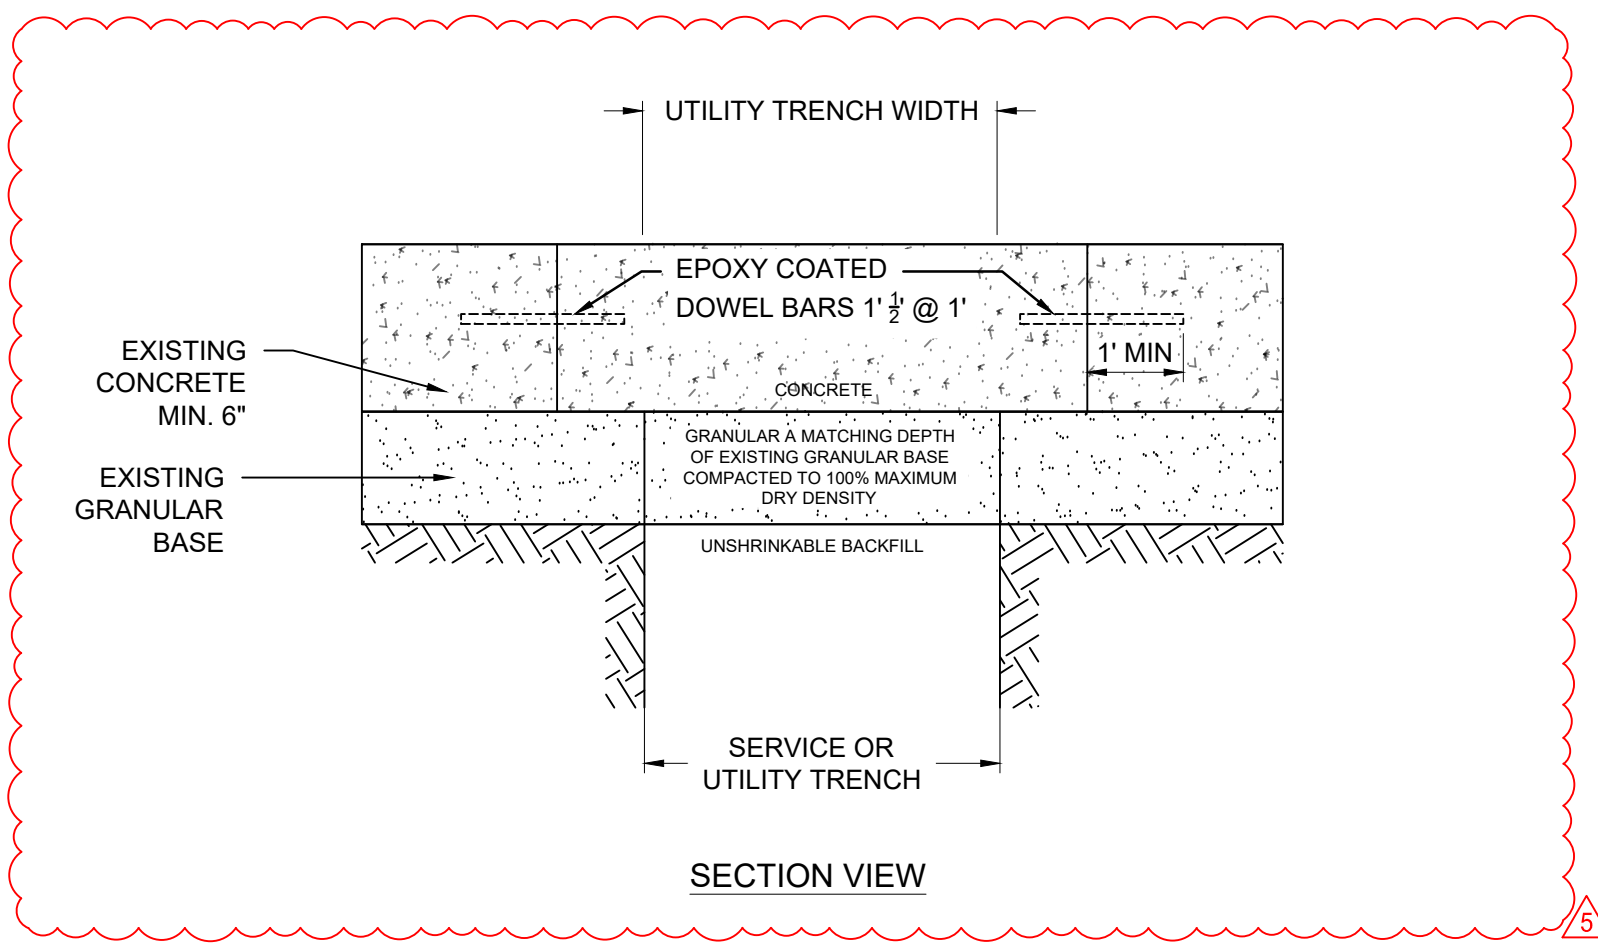 UTILITY TRENCH WIDTH
EPOXY COATED
DOWEL BARS 1' 1/2' @ 1'
1' MIN
EXISTING
CONCRETE
MIN. 6"
CONCRETE
GRANULAR A MATCHING DEPTH
OF EXISTING GRANULAR BASE
COMPACTED TO 100% MAXIMUM
DRY DENSITY
EXISTING
GRANULAR
BASE
UNSHRINKABLE BACKFILL
SERVICE OR
UTILITY TRENCH
SECTION VIEW
5